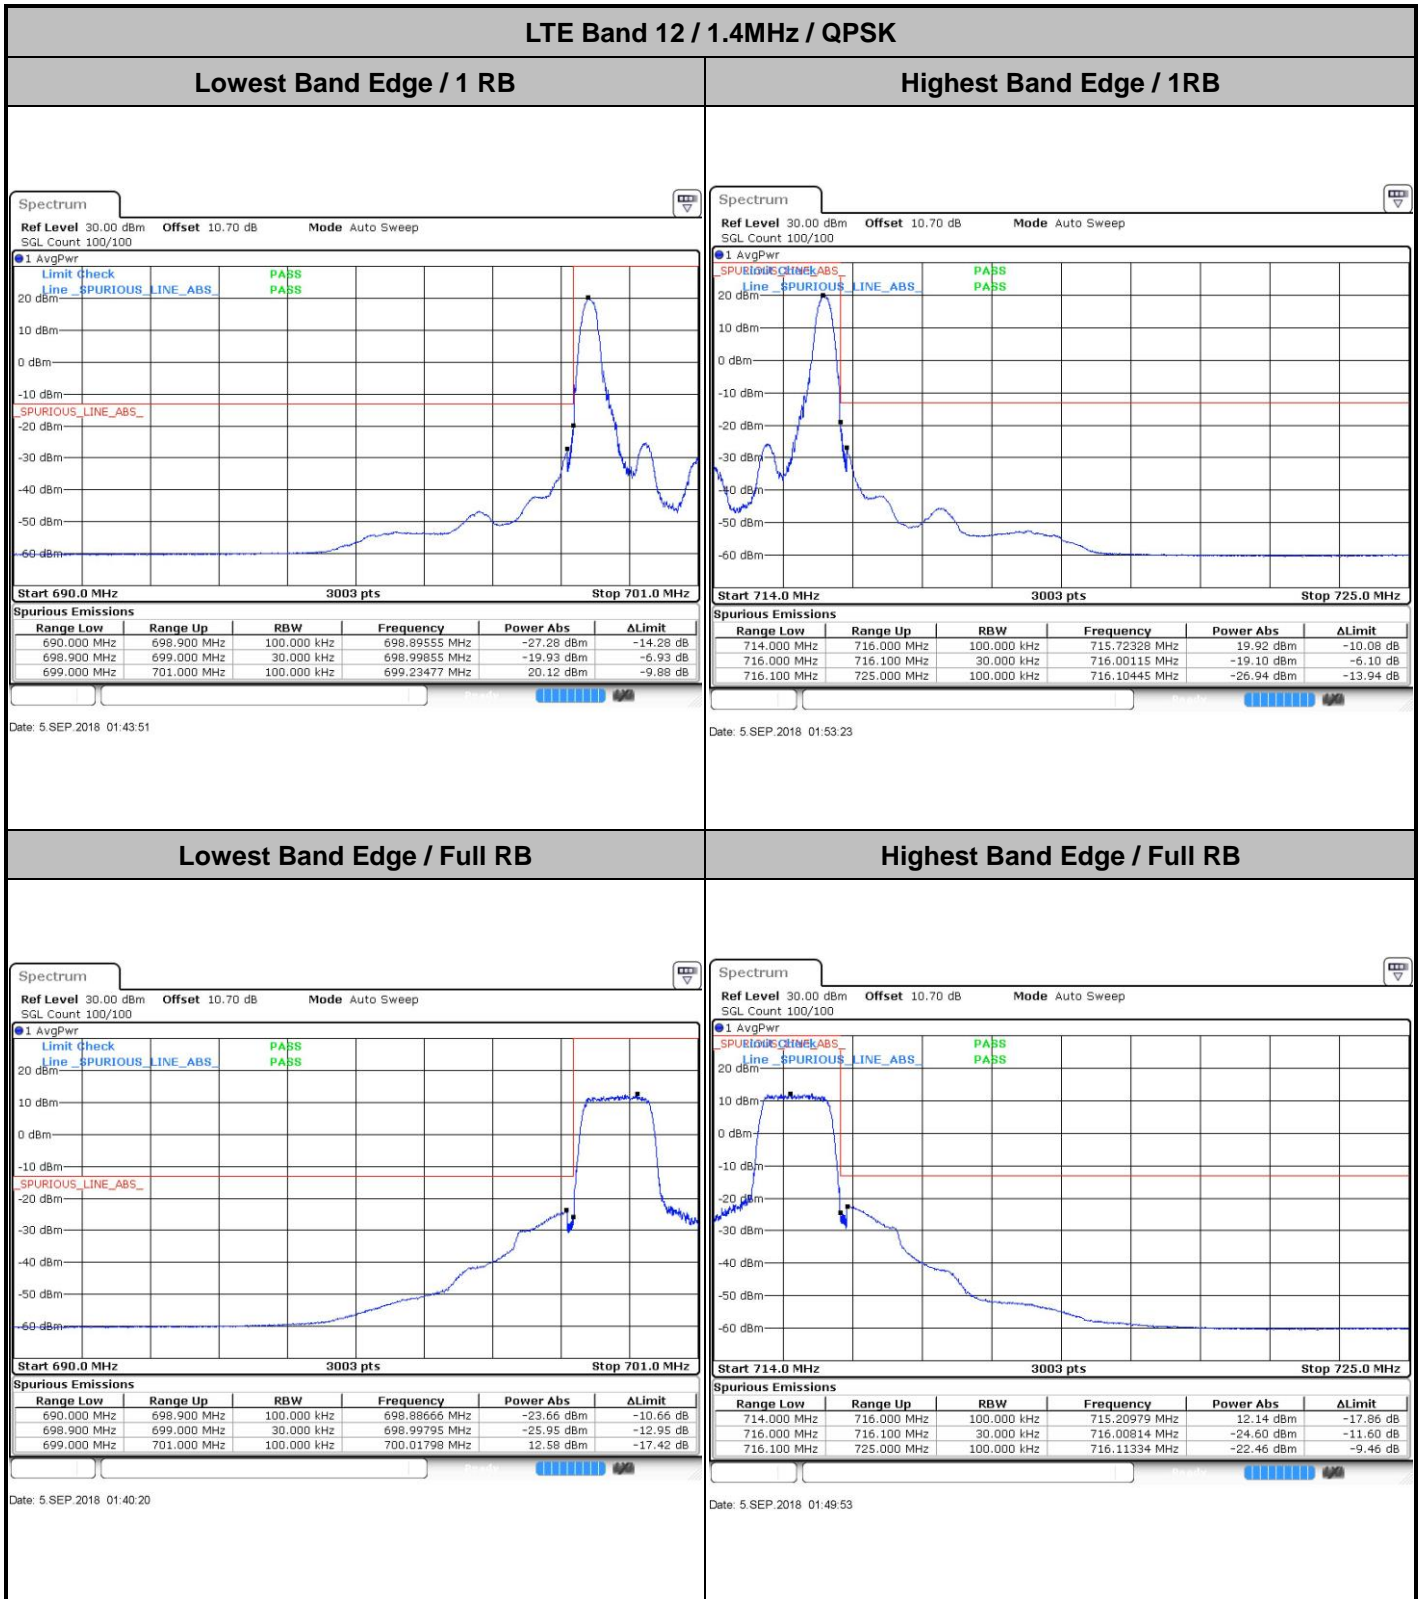 LTE Band 12 / 1.4MHz / QPSK
Lowest Band Edge / 1 RB
Highest Band Edge / 1RB
Spectrum
Ref Level 30.00 dBm Offset 10.70 dB Mode Auto Sweep
SGL Count 100/100
1 AvgPwr
Limit Check PASS
Line _SPURIOUS_LINE_ABS_ PASS
20 dBm
10 dBm
0 dBm
-10 dBm
_SPURIOUS_LINE_ABS_
-20 dBm
-30 dBm
-40 dBm
-50 dBm
-60 dBm
Start 690.0 MHz 3003 pts Stop 701.0 MHz
Spurious Emissions
Range Low Range Up RBW Frequency Power Abs ΔLimit
690.000 MHz 698.900 MHz 100.000 kHz 698.89555 MHz -27.28 dBm -14.28 dB
698.900 MHz 699.000 MHz 30.000 kHz 698.99855 MHz -19.93 dBm -6.93 dB
699.000 MHz 701.000 MHz 100.000 kHz 699.23477 MHz 20.12 dBm -9.88 dB
Ready
Date: 5.SEP.2018 01:43:51
Spectrum
Ref Level 30.00 dBm Offset 10.70 dB Mode Auto Sweep
SGL Count 100/100
1 AvgPwr
_SPURIOUS_LINE_ABS_
Limit Check PASS
Line _SPURIOUS_LINE_ABS_ PASS
20 dBm
10 dBm
0 dBm
-10 dBm
-20 dBm
-30 dBm
-40 dBm
-50 dBm
-60 dBm
Start 714.0 MHz 3003 pts Stop 725.0 MHz
Spurious Emissions
Range Low Range Up RBW Frequency Power Abs ΔLimit
714.000 MHz 716.000 MHz 100.000 kHz 715.72328 MHz 19.92 dBm -10.08 dB
716.000 MHz 716.100 MHz 30.000 kHz 716.00115 MHz -19.10 dBm -6.10 dB
716.100 MHz 725.000 MHz 100.000 kHz 716.10445 MHz -26.94 dBm -13.94 dB
Ready
Date: 5.SEP.2018 01:53:23
Lowest Band Edge / Full RB
Highest Band Edge / Full RB
Spectrum
Ref Level 30.00 dBm Offset 10.70 dB Mode Auto Sweep
SGL Count 100/100
1 AvgPwr
Limit Check PASS
Line _SPURIOUS_LINE_ABS_ PASS
20 dBm
10 dBm
0 dBm
-10 dBm
_SPURIOUS_LINE_ABS_
-20 dBm
-30 dBm
-40 dBm
-50 dBm
-60 dBm
Start 690.0 MHz 3003 pts Stop 701.0 MHz
Spurious Emissions
Range Low Range Up RBW Frequency Power Abs ΔLimit
690.000 MHz 698.900 MHz 100.000 kHz 698.88666 MHz -23.66 dBm -10.66 dB
698.900 MHz 699.000 MHz 30.000 kHz 698.99795 MHz -25.95 dBm -12.95 dB
699.000 MHz 701.000 MHz 100.000 kHz 700.01798 MHz 12.58 dBm -17.42 dB
Ready
Date: 5.SEP.2018 01:40:20
Spectrum
Ref Level 30.00 dBm Offset 10.70 dB Mode Auto Sweep
SGL Count 100/100
1 AvgPwr
_SPURIOUS_LINE_ABS_
Limit Check PASS
Line _SPURIOUS_LINE_ABS_ PASS
20 dBm
10 dBm
0 dBm
-10 dBm
-20 dBm
-30 dBm
-40 dBm
-50 dBm
-60 dBm
Start 714.0 MHz 3003 pts Stop 725.0 MHz
Spurious Emissions
Range Low Range Up RBW Frequency Power Abs ΔLimit
714.000 MHz 716.000 MHz 100.000 kHz 715.20979 MHz 12.14 dBm -17.86 dB
716.000 MHz 716.100 MHz 30.000 kHz 716.00814 MHz -24.60 dBm -11.60 dB
716.100 MHz 725.000 MHz 100.000 kHz 716.11334 MHz -22.46 dBm -9.46 dB
Ready
Date: 5.SEP.2018 01:49:53